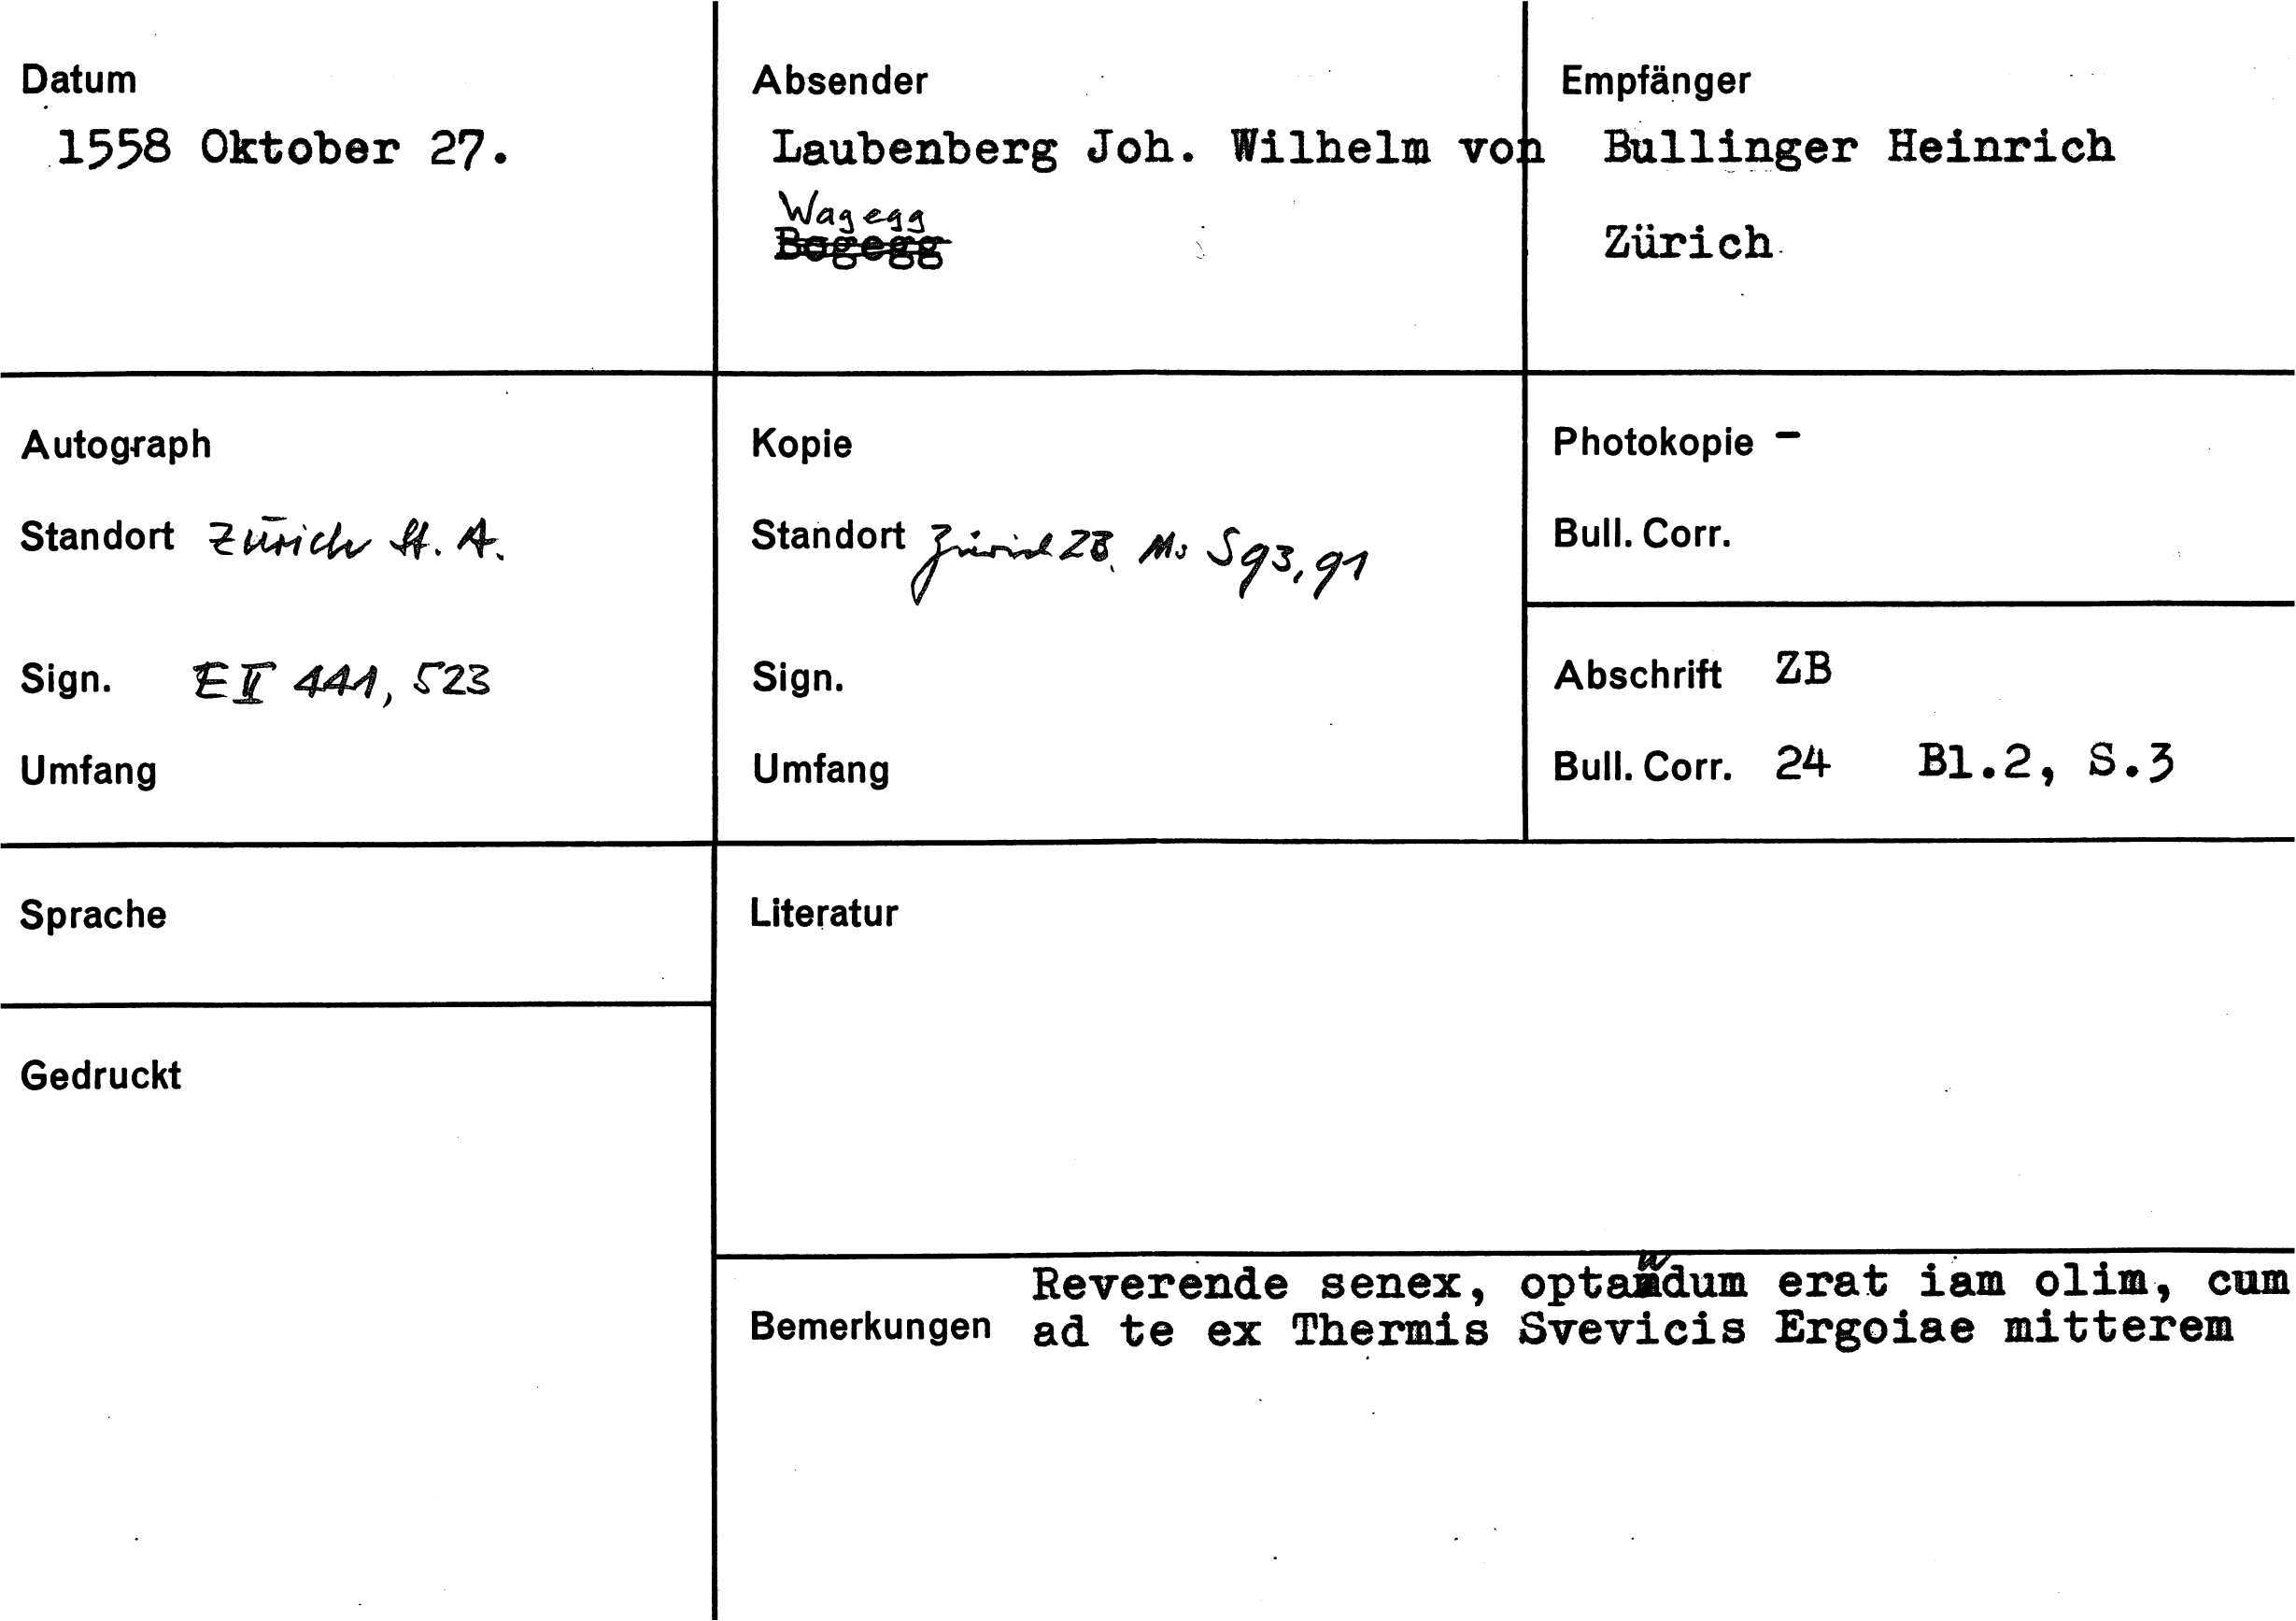 Datum
1558 Oktober 27.
Absender
Laubenberg Joh. Wilhelm von
Wagegg
Bagegg
Empfänger
Bullinger Heinrich
Zürich
Autograph
Standort Zürich St. A.
Sign. E II 441, 523
Umfang
Kopie
Standort Zürich ZB Ms S 93, 91
Sign.
Umfang
Photokopie -
Bull. Corr.
Abschrift ZB
Bull. Corr. 24 Bl.2, S.3
Sprache
Gedruckt
Literatur
Reverende senex, optandum erat iam olim, cum
Bemerkungen ad te ex Thermis Svevicis Ergoiae mitterem